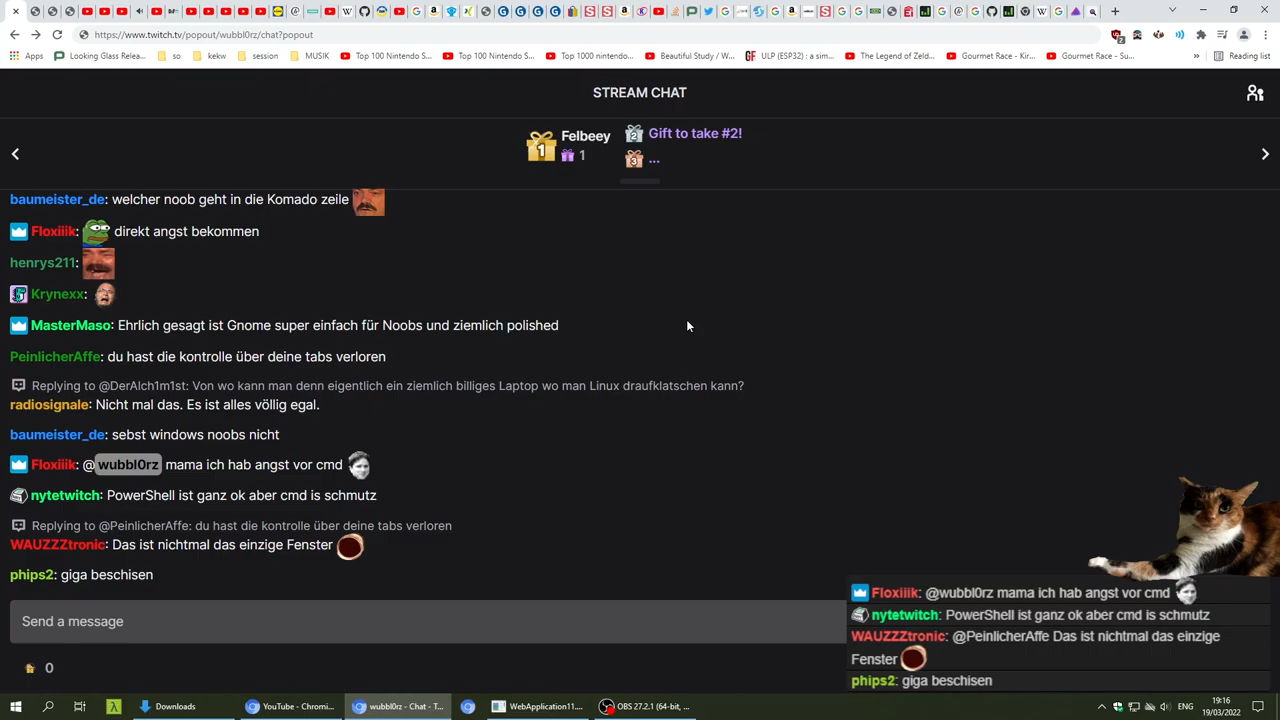 https://www.twitch.tv/popout/wubbl0rz/chat?popout
Apps
Looking Glass Relea...
so
kekw
session
MUSIK
Top 100 Nintendo S...
Top 100 Nintendo S...
Top 1000 nintendo...
Beautiful Study / W...
ULP (ESP32) : a sim...
The Legend of Zeld...
Gourmet Race - Kir...
Gourmet Race - Su...
»
Reading list
STREAM CHAT
1
Felbeey
1
2
Gift to take #2!
3
...
baumeister_de: welcher noob geht in die Komado zeile
Floxiiik: direkt angst bekommen
henrys211:
Krynexx:
MasterMaso: Ehrlich gesagt ist Gnome super einfach für Noobs und ziemlich polished
PeinlicherAffe: du hast die kontrolle über deine tabs verloren
Replying to @DerAlch1m1st: Von wo kann man denn eigentlich ein ziemlich billiges Laptop wo man Linux draufklatschen kann?
radiosignale: Nicht mal das. Es ist alles völlig egal.
baumeister_de: sebst windows noobs nicht
Floxiiik: @wubbl0rz mama ich hab angst vor cmd
nytetwitch: PowerShell ist ganz ok aber cmd is schmutz
Replying to @PeinlicherAffe: du hast die kontrolle über deine tabs verloren
WAUZZZtronic: Das ist nichtmal das einzige Fenster
phips2: giga beschisen
Send a message
0
Floxiiik: @wubbl0rz mama ich hab angst vor cmd
nytetwitch: PowerShell ist ganz ok aber cmd is schmutz
WAUZZZtronic: @PeinlicherAffe Das ist nichtmal das einzige
Fenster
phips2: giga beschisen
Downloads
YouTube - Chromi...
wubbl0rz - Chat - T...
WebApplication11...
OBS 27.2.1 (64-bit, ...
ENG
19:16
19/03/2022